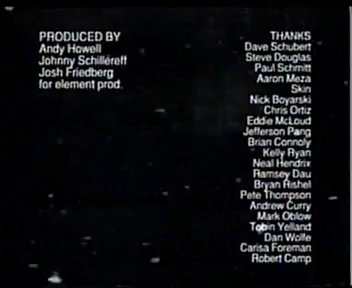 PRODUCED BY
Andy Howell
Johnny Schillereff
Josh Friedberg
for element prod.
THANKS
Dave Schubert
Steve Douglas
Paul Schmitt
Aaron Meza
Skin
Nick Boyarski
Chris Ortiz
Eddie McLoud
Jefferson Pang
Brian Connoly
Kelly Ryan
Neal Hendrix
Ramsey Dau
Bryan Rishel
Pete Thompson
Andrew Curry
Mark Oblow
Tobin Yelland
Dan Wolfe
Carisa Foreman
Robert Camp